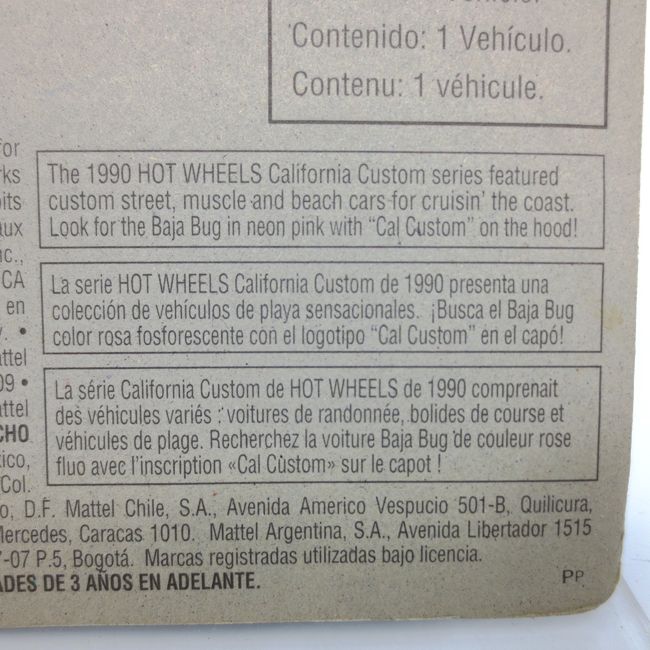 Contenido: 1 Vehículo.
Contenu: 1 véhicule.
for
The 1990 HOT WHEELS California Custom series featured
custom street, muscle and beach cars for cruisin' the coast.
Look for the Baja Bug in neon pink with “Cal Custom” on the hood!
CA
en
La serie HOT WHEELS California Custom de 1990 presenta una
colección de vehículos de playa sensacionales. ¡Busca el Baja Bug
color rosa fosforescente con el logotipo “Cal Custom” en el capó!
La série California Custom de HOT WHEELS de 1990 comprenait
des véhicules variés : voitures de randonnée, bolides de course et
véhicules de plage. Recherchez la voiture Baja Bug de couleur rose
fluo avec l'inscription «Cal Custom» sur le capot !
Col.
D.F. Mattel Chile, S.A., Avenida Americo Vespucio 501-B, Quilicura,
Mercedes, Caracas 1010. Mattel Argentina, S.A., Avenida Libertador 1515
-07 P.5, Bogotá. Marcas registradas utilizadas bajo licencia.
ADES DE 3 AÑOS EN ADELANTE.
PP